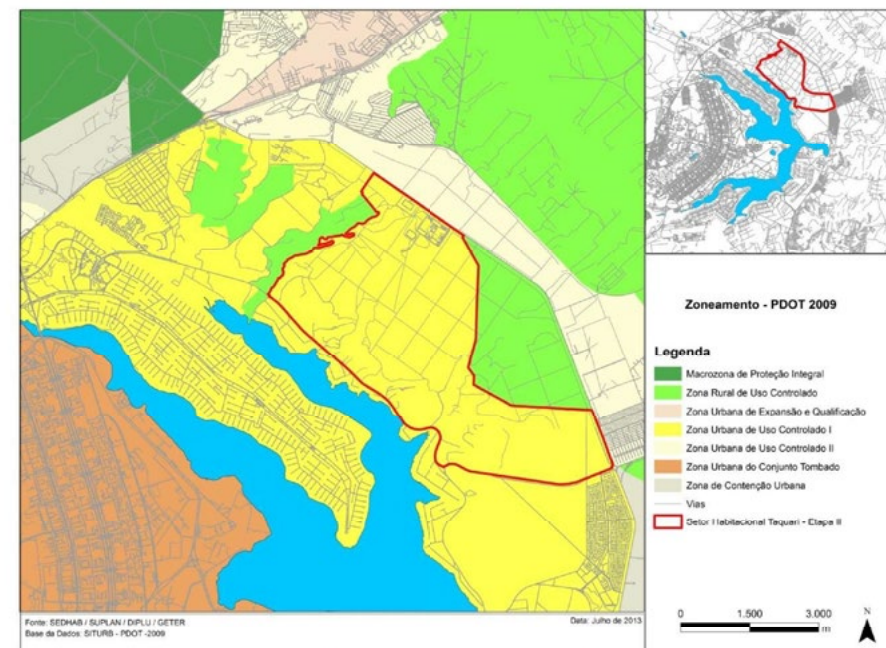 Zoneamento - PDOT 2009
Legenda
Macrozona de Proteção Integral
Zona Rural de Uso Controlado
Zona Urbana de Expansão e Qualificação
Zona Urbana de Uso Controlado I
Zona Urbana de Uso Controlado II
Zona Urbana do Conjunto Tombado
Zona de Contenção Urbana
Vias
Setor Habitacional Taquari - Etapa II
0 1.500 3.000
m
N
Fonte: SEDHAB / SUPLAN / DIPLU / GETER
Base da Dados: SITURB - PDOT -2009
Data: Julho de 2013